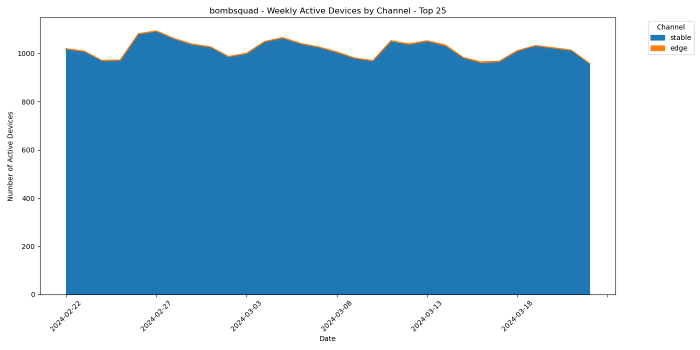 bombsquad - Weekly Active Devices by Channel - Top 25
Channel
stable
edge
Number of Active Devices
1000
800
600
400
200
0
2024-02-22
2024-02-27
2024-03-03
2024-03-08
2024-03-13
2024-03-18
Date